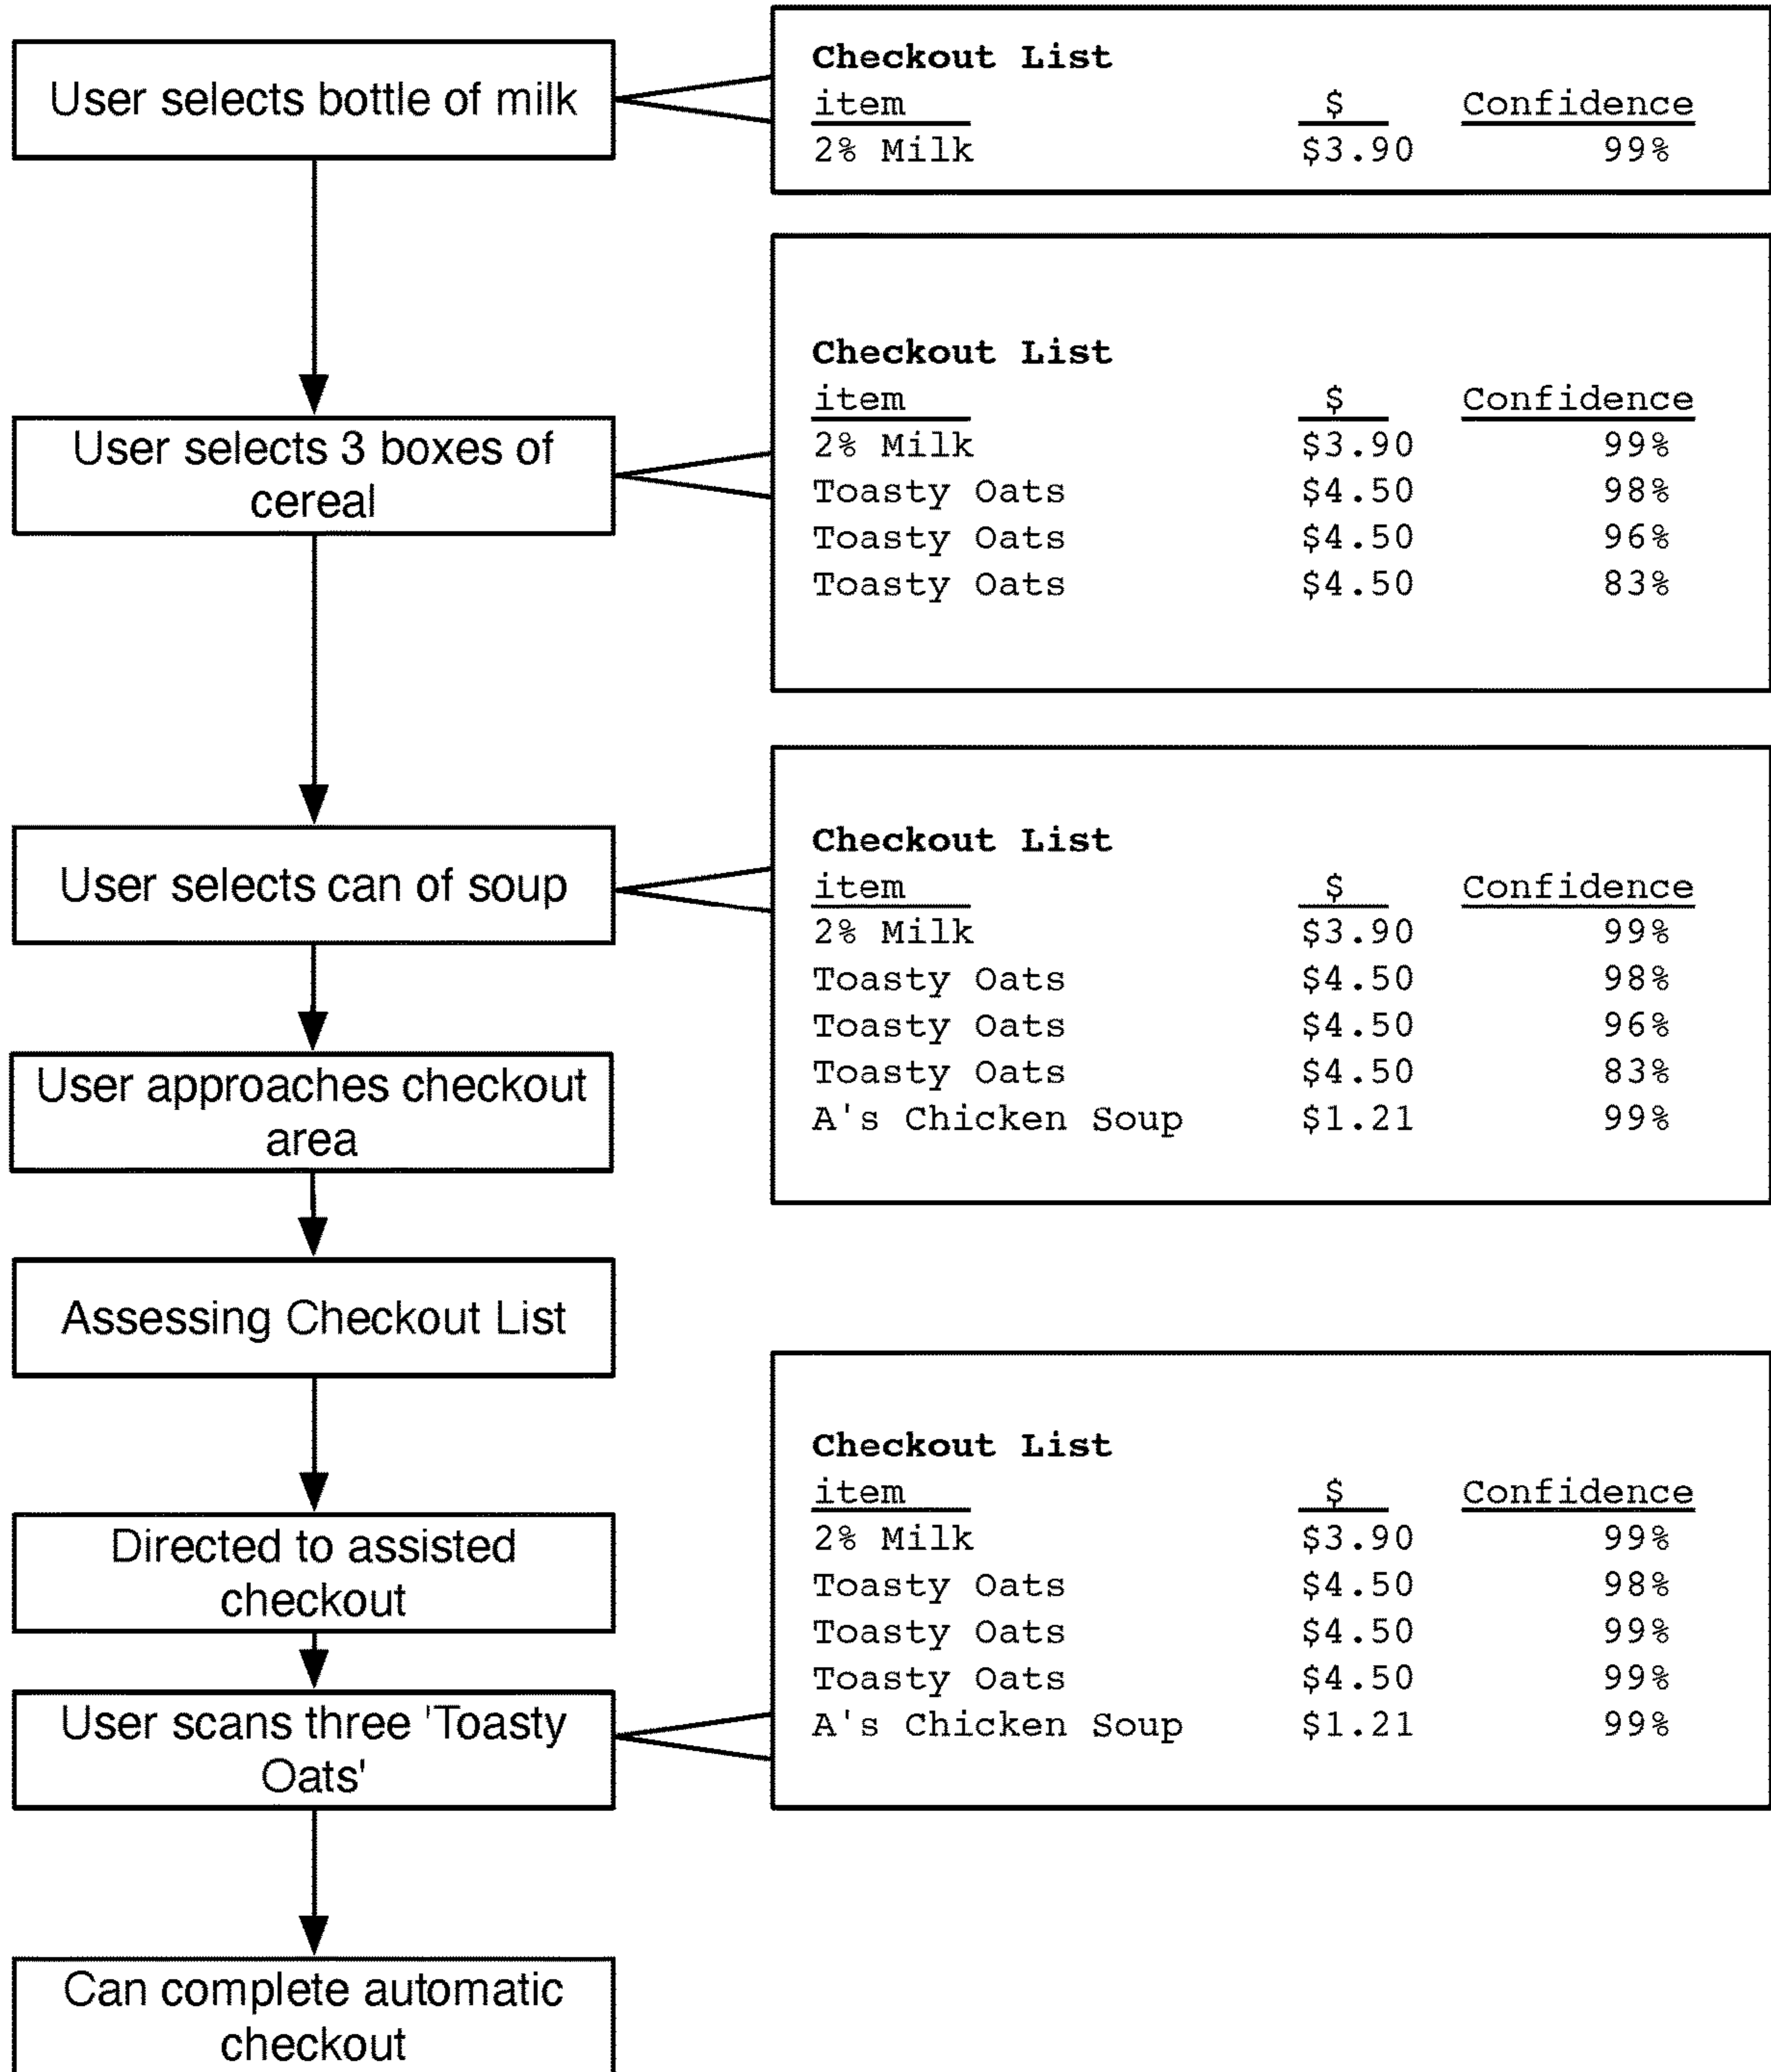 User selects bottle of milk
Checkout List
item $ Confidence
2% Milk $3.90 99%
User selects 3 boxes of
cereal
Checkout List
item $ Confidence
2% Milk $3.90 99%
Toasty Oats $4.50 98%
Toasty Oats $4.50 96%
Toasty Oats $4.50 83%
User selects can of soup
Checkout List
item $ Confidence
2% Milk $3.90 99%
Toasty Oats $4.50 98%
Toasty Oats $4.50 96%
Toasty Oats $4.50 83%
A's Chicken Soup $1.21 99%
User approaches checkout
area
Assessing Checkout List
Directed to assisted
checkout
User scans three 'Toasty
Oats'
Checkout List
item $ Confidence
2% Milk $3.90 99%
Toasty Oats $4.50 98%
Toasty Oats $4.50 99%
Toasty Oats $4.50 99%
A's Chicken Soup $1.21 99%
Can complete automatic
checkout